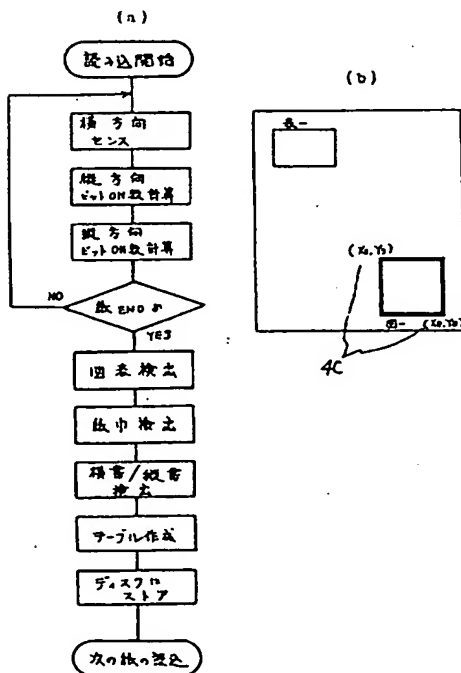 (a)
読み込開始
横方向
センス
縦方向
ビットON数計算
縦方向
ビットON数計算
紙ENDか
NO
YES
図表検出
紙巾検出
横書/縦書
検出
テーブル作成
ディスクに
ストア
次の紙の読込
(b)
表一
(X1,Y1)
図一
(X2,Y2)
4C